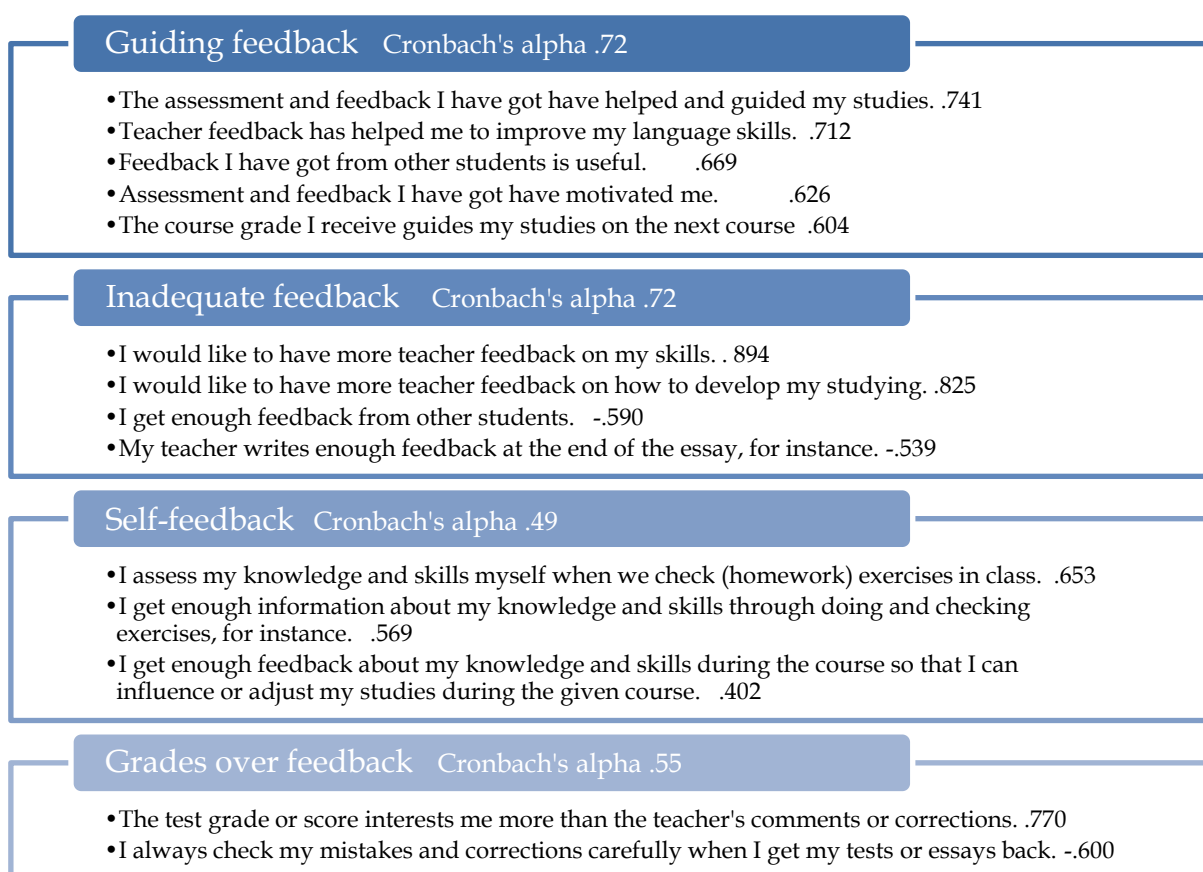 Guiding feedback Cronbach's alpha .72
•The assessment and feedback I have got have helped and guided my studies. .741
•Teacher feedback has helped me to improve my language skills. .712
•Feedback I have got from other students is useful. .669
•Assessment and feedback I have got have motivated me. .626
•The course grade I receive guides my studies on the next course .604
Inadequate feedback Cronbach's alpha .72
•I would like to have more teacher feedback on my skills. . 894
•I would like to have more teacher feedback on how to develop my studying. .825
•I get enough feedback from other students. -.590
•My teacher writes enough feedback at the end of the essay, for instance. -.539
Self-feedback Cronbach's alpha .49
•I assess my knowledge and skills myself when we check (homework) exercises in class. .653
•I get enough information about my knowledge and skills through doing and checking
exercises, for instance. .569
•I get enough feedback about my knowledge and skills during the course so that I can
influence or adjust my studies during the given course. .402
Grades over feedback Cronbach's alpha .55
•The test grade or score interests me more than the teacher's comments or corrections. .770
•I always check my mistakes and corrections carefully when I get my tests or essays back. -.600